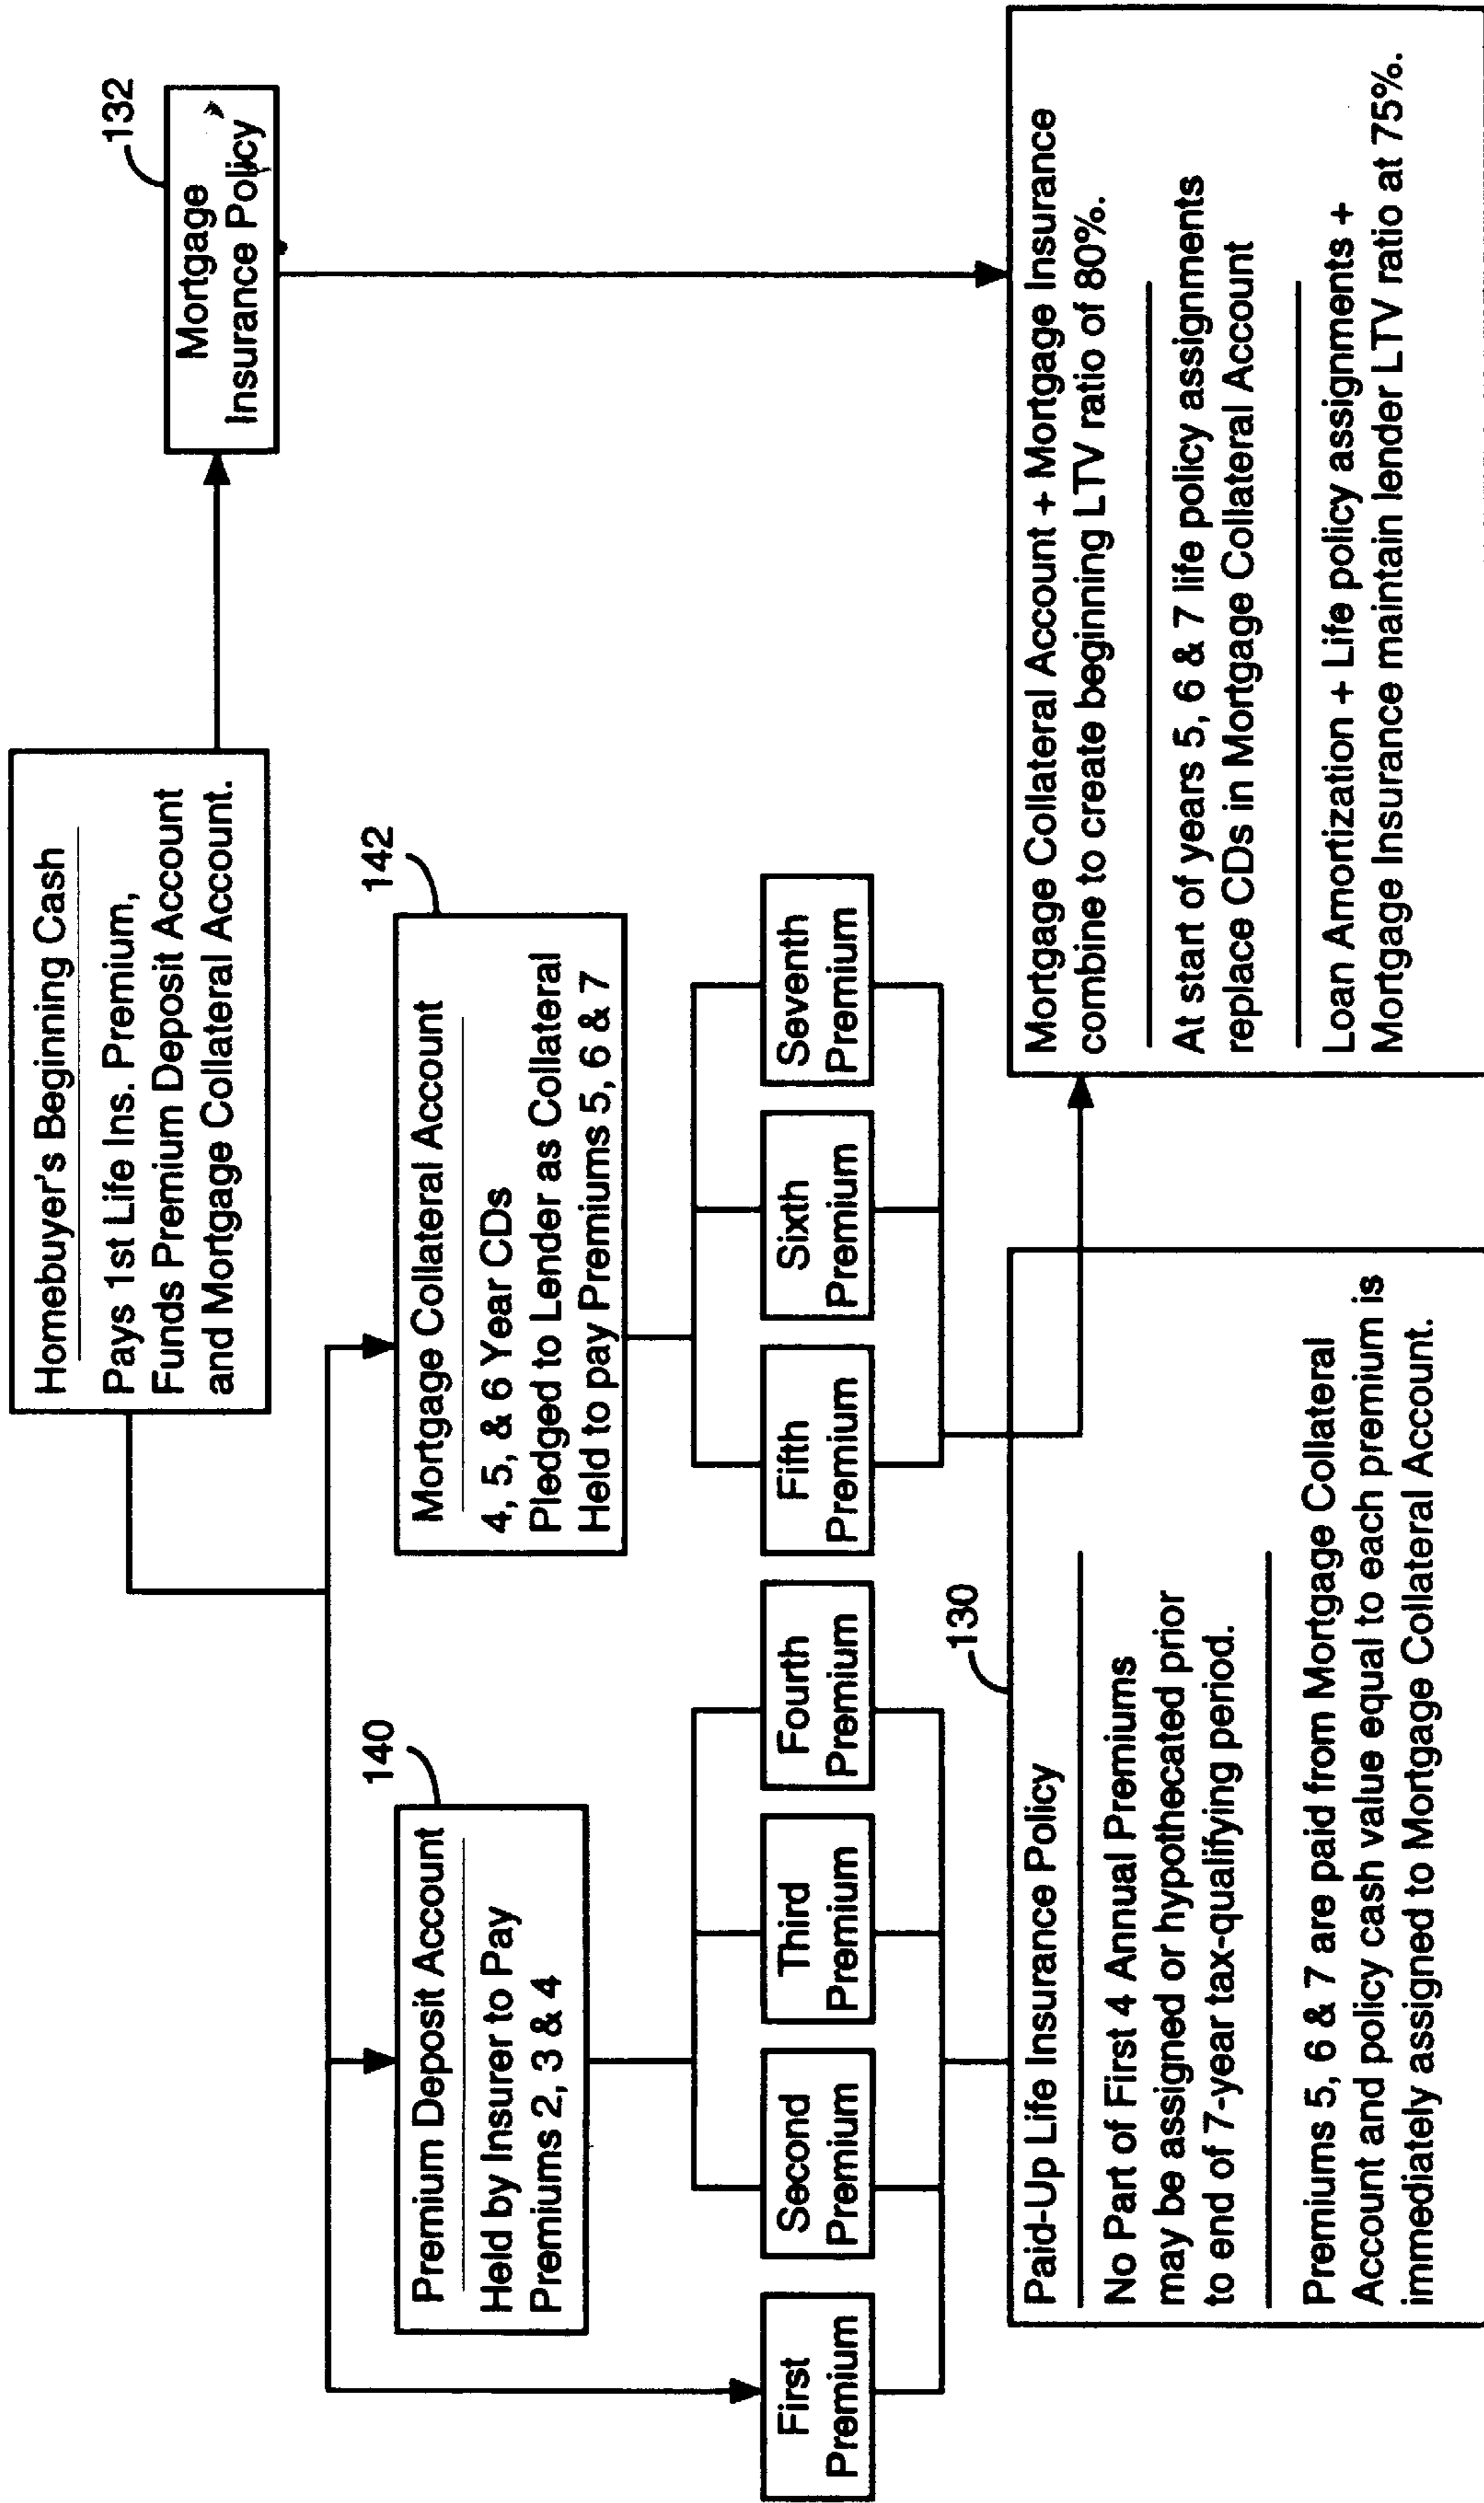 Homebuyer's Beginning Cash
Pays 1st Life Ins. Premium,
Funds Premium Deposit Account
and Mortgage Collateral Account.
132
Mortgage
Insurance Policy
140
Premium Deposit Account
Held by Insurer to Pay
Premiums 2, 3 & 4
142
Mortgage Collateral Account
4, 5, & 6 Year CDs
Pledged to Lender as Collateral
Held to pay Premiums 5, 6 & 7
First
Premium
Second
Premium
Third
Premium
Fourth
Premium
Fifth
Premium
Sixth
Premium
Seventh
Premium
130
Paid-Up Life Insurance Policy
No Part of First 4 Annual Premiums
may be assigned or hypothecated prior
to end of 7-year tax-qualifying period.
Premiums 5, 6 & 7 are paid from Mortgage Collateral
Account and policy cash value equal to each premium is
immediately assigned to Mortgage Collateral Account.
Mortgage Collateral Account + Mortgage Insurance
combine to create beginning LTV ratio of 80%.
At start of years 5, 6 & 7 life policy assignments
replace CDs in Mortgage Collateral Account
Loan Amortization + Life policy assignments +
Mortgage Insurance maintain lender LTV ratio at 75%.